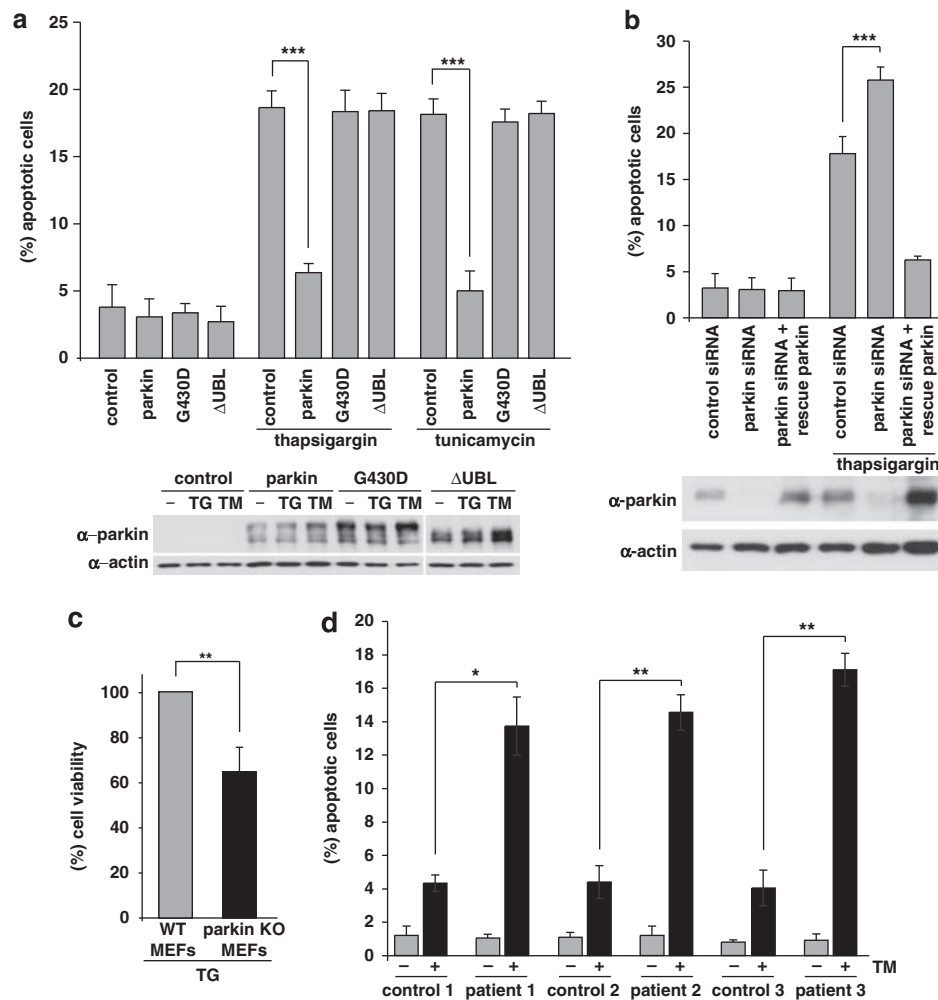 a
25
20
15
10
5
0
(%) apoptotic cells
***
***
control
parkin
G430D
ΔUBL
control
parkin
G430D
ΔUBL
control
parkin
G430D
ΔUBL
thapsigargin
tunicamycin
control parkin G430D ΔUBL
– TG TM – TG TM – TG TM – TG TM
α–parkin
α–actin
b
35
30
25
20
15
10
5
0
(%) apoptotic cells
***
control siRNA
parkin siRNA
parkin siRNA +
rescue parkin
control siRNA
parkin siRNA
parkin siRNA +
rescue parkin
thapsigargin
α-parkin
α-actin
c
100
80
60
40
20
0
(%) cell viability
**
WT
MEFs
parkin KO
MEFs
TG
d
20
18
16
14
12
10
8
6
4
2
0
(%) apoptotic cells
*
**
**
– + – + – + – + – + – + TM
control 1 patient 1 control 2 patient 2 control 3 patient 3